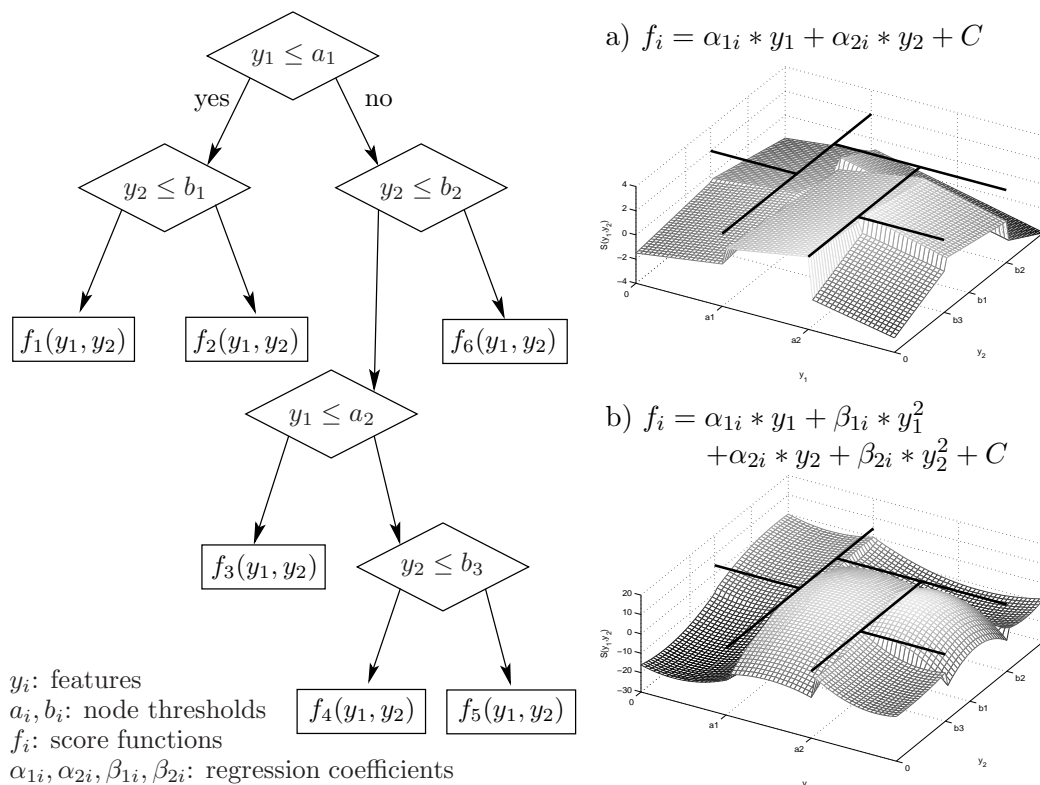 y₁ ≤ a₁
yes
no
y₂ ≤ b₁
y₂ ≤ b₂
f₁(y₁, y₂)
f₂(y₁, y₂)
f₆(y₁, y₂)
y₁ ≤ a₂
f₃(y₁, y₂)
y₂ ≤ b₃
f₄(y₁, y₂)
f₅(y₁, y₂)
yᵢ: features
aᵢ, bᵢ: node thresholds
fᵢ: score functions
α₁ᵢ, α₂ᵢ, β₁ᵢ, β₂ᵢ: regression coefficients
a) fᵢ = α₁ᵢ * y₁ + α₂ᵢ * y₂ + C
4
2
0
−2
−4
S(y₁,y₂)
0
a1
a2
y₁
0
b3
b1
b2
y₂
b) fᵢ = α₁ᵢ * y₁ + β₁ᵢ * y₁²
+α₂ᵢ * y₂ + β₂ᵢ * y₂² + C
20
10
0
−10
−20
−30
S(y₁,y₂)
0
a1
a2
0
b3
b1
b2
y₂